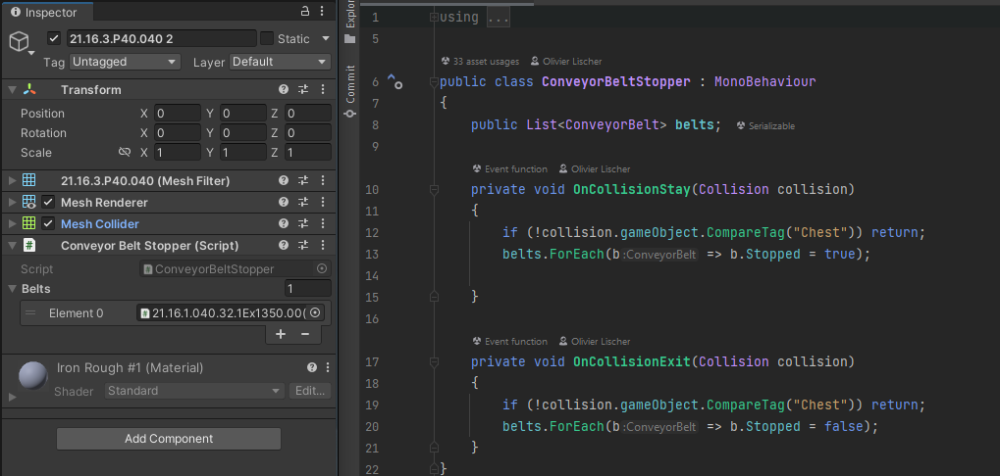 Inspector
21.16.3.P40.040 2
Static
Tag Untagged Layer Default
Transform
Position X 0 Y 0 Z 0
Rotation X 0 Y 0 Z 0
Scale X 1 Y 1 Z 1
21.16.3.P40.040 (Mesh Filter)
Mesh Renderer
Mesh Collider
Conveyor Belt Stopper (Script)
Script ConveyorBeltStopper
Belts 1
Element 0 21.16.1.040.32.1Ex1350.00(
Iron Rough #1 (Material)
Shader Standard Edit...
Add Component
Explor
Commit
1 using ...
5
33 asset usages Olivier Lischer
6 public class ConveyorBeltStopper : MonoBehaviour
7 {
8 public List<ConveyorBelt> belts; Serializable
9
Event function Olivier Lischer
10 private void OnCollisionStay(Collision collision)
11 {
12 if (!collision.gameObject.CompareTag("Chest")) return;
13 belts.ForEach(b :ConveyorBelt => b.Stopped = true);
14
15 }
16
Event function Olivier Lischer
17 private void OnCollisionExit(Collision collision)
18 {
19 if (!collision.gameObject.CompareTag("Chest")) return;
20 belts.ForEach(b :ConveyorBelt => b.Stopped = false);
21 }
22 }